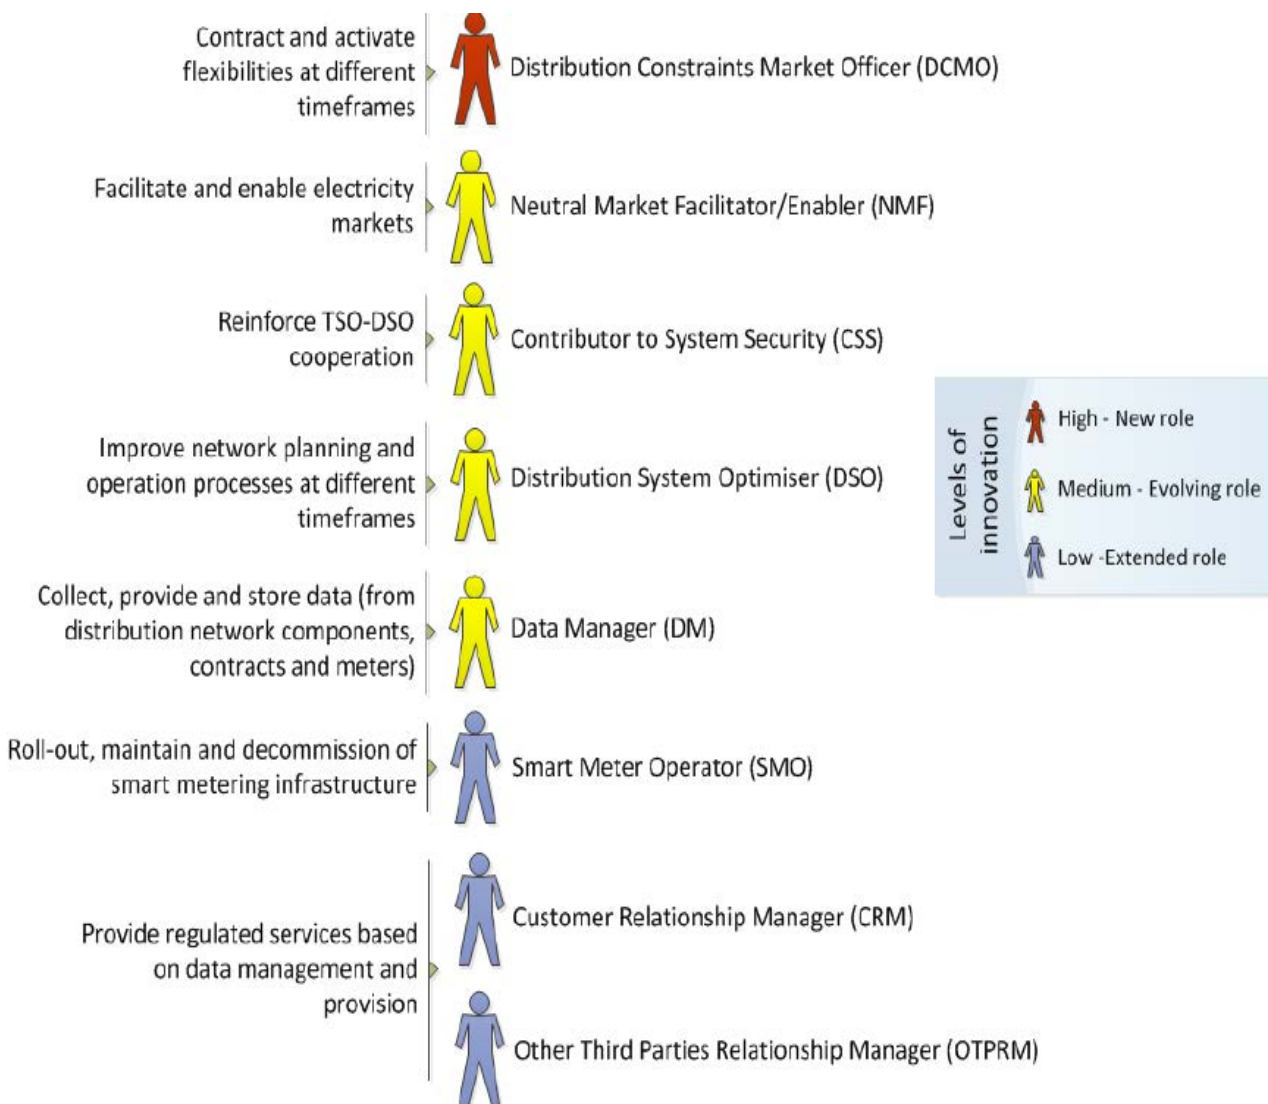 Contract and activate
flexibilities at different
timeframes
Distribution Constraints Market Officer (DCMO)
Facilitate and enable electricity
markets
Neutral Market Facilitator/Enabler (NMF)
Reinforce TSO-DSO
cooperation
Contributor to System Security (CSS)
Improve network planning and
operation processes at different
timeframes
Distribution System Optimiser (DSO)
Collect, provide and store data (from
distribution network components,
contracts and meters)
Data Manager (DM)
Roll-out, maintain and decommission of
smart metering infrastructure
Smart Meter Operator (SMO)
Provide regulated services based
on data management and
provision
Customer Relationship Manager (CRM)
Other Third Parties Relationship Manager (OTPRM)
Levels of
innovation
High - New role
Medium - Evolving role
Low -Extended role